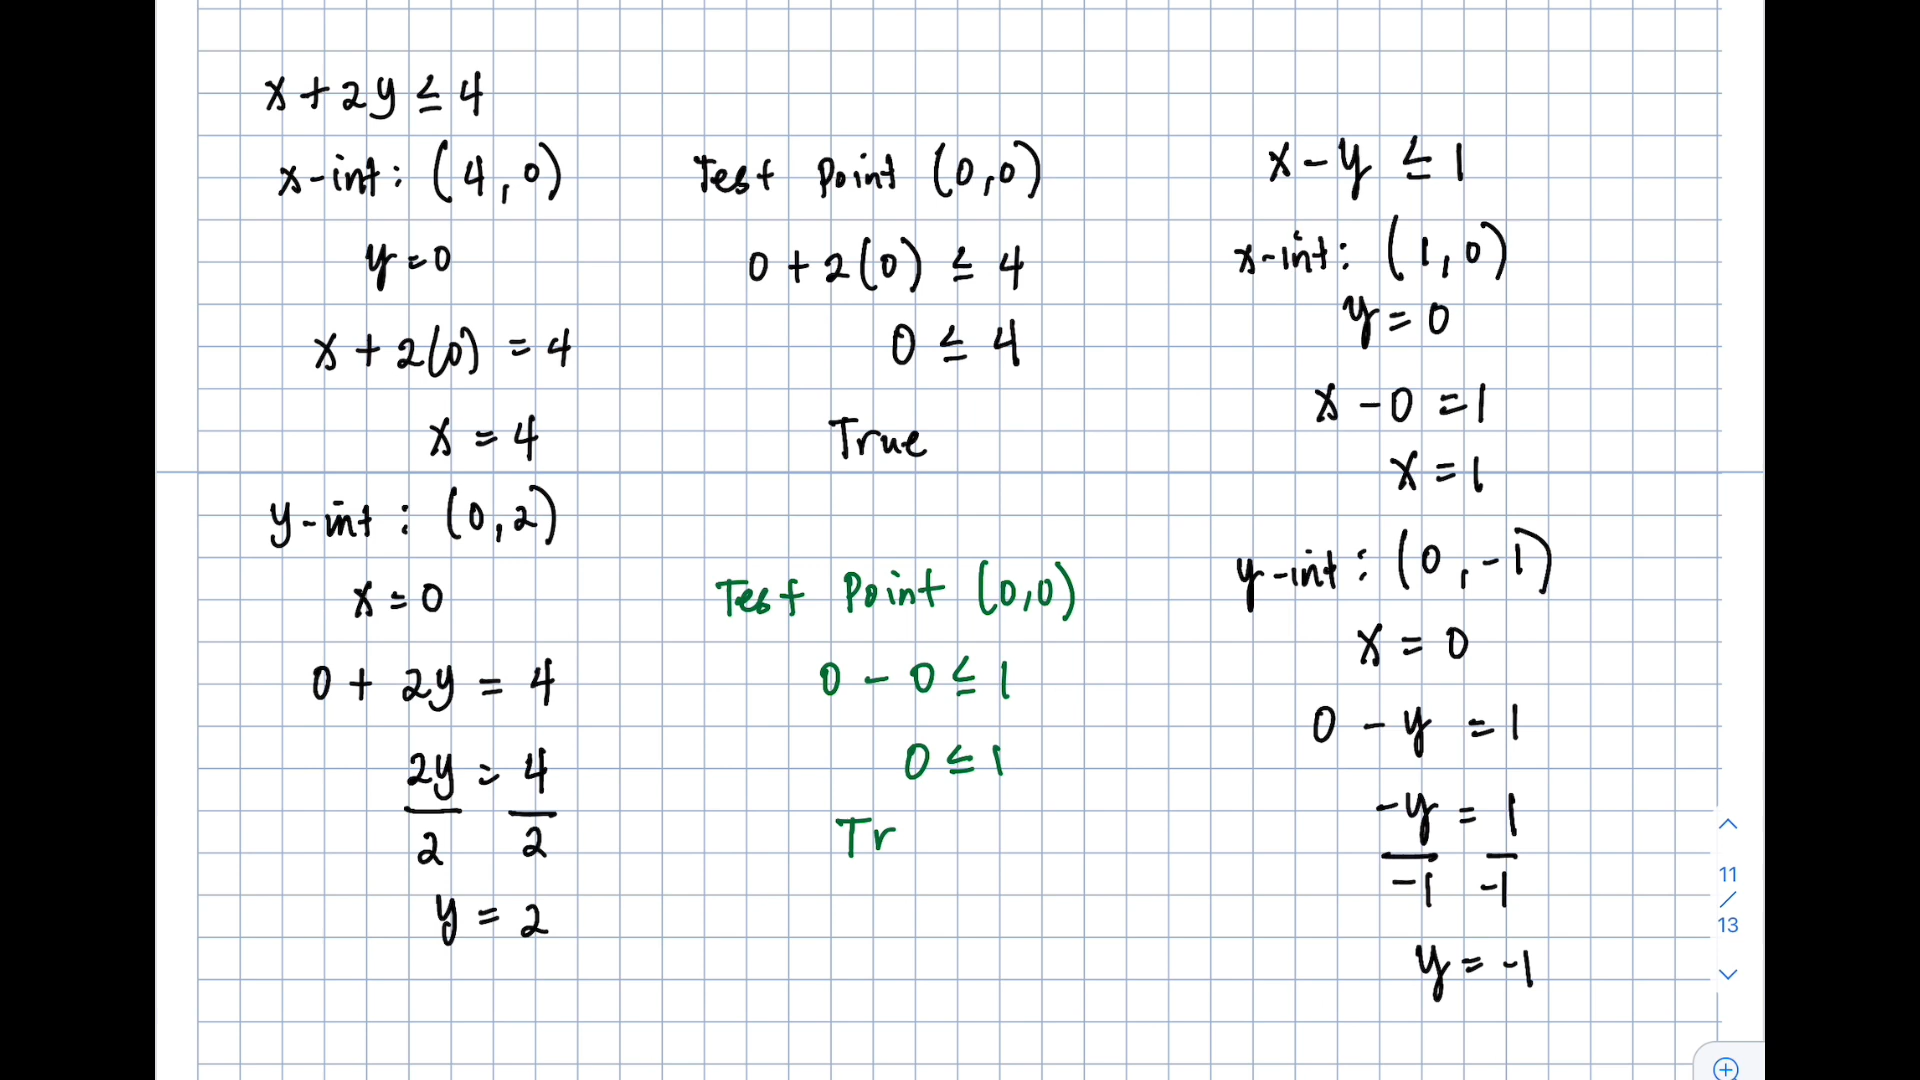 x + 2y ≤ 4
x-int: (4, 0)
y = 0
x + 2(0) = 4
x = 4
y-int: (0, 2)
x = 0
0 + 2y = 4
2y = 4
2 2
y = 2
Test Point (0,0)
0 + 2(0) ≤ 4
0 ≤ 4
True
Test Point (0,0)
0 - 0 ≤ 1
0 ≤ 1
Tr
x - y ≤ 1
x-int: (1, 0)
y = 0
x - 0 = 1
x = 1
y-int: (0, -1)
x = 0
0 - y = 1
-y = 1
-1 -1
y = -1
11
/
13